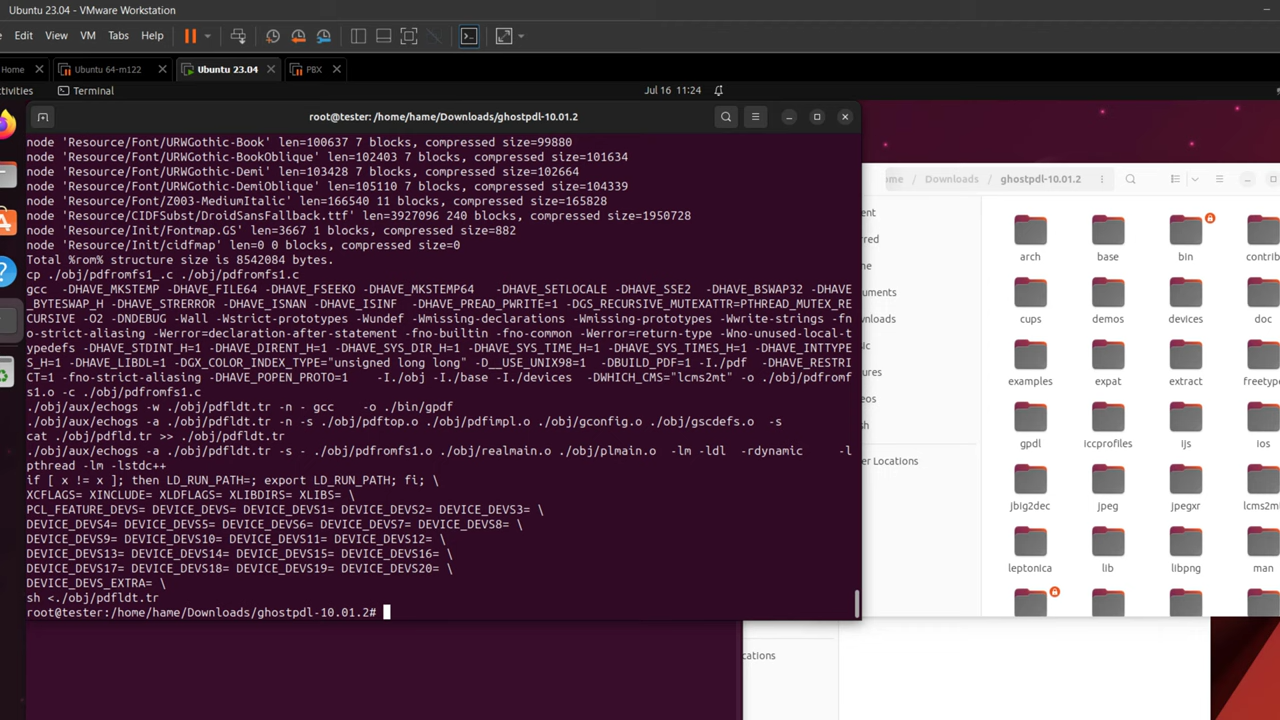 Ubuntu 23.04 - VMware Workstation
Edit View VM Tabs Help
Home Ubuntu 64-m122 Ubuntu 23.04 PBX
ctivities Terminal Jul 16 11:24
root@tester: /home/hame/Downloads/ghostpdl-10.01.2
node 'Resource/Font/URWGothic-Book' len=100637 7 blocks, compressed size=99880
node 'Resource/Font/URWGothic-BookOblique' len=102403 7 blocks, compressed size=101634
node 'Resource/Font/URWGothic-Demi' len=103428 7 blocks, compressed size=102664
node 'Resource/Font/URWGothic-DemiOblique' len=105110 7 blocks, compressed size=104339
node 'Resource/Font/Z003-MediumItalic' len=166540 11 blocks, compressed size=165828
node 'Resource/CIDFSubst/DroidSansFallback.ttf' len=3927096 240 blocks, compressed size=1950728
node 'Resource/Init/Fontmap.GS' len=3667 1 blocks, compressed size=882
node 'Resource/Init/cidfmap' len=0 0 blocks, compressed size=0
Total %rom% structure size is 8542084 bytes.
cp ./obj/pdfromfs1_.c ./obj/pdfromfs1.c
gcc -DHAVE_MKSTEMP -DHAVE_FILE64 -DHAVE_FSEEKO -DHAVE_MKSTEMP64 -DHAVE_SETLOCALE -DHAVE_SSE2 -DHAVE_BSWAP32 -DHAVE
_BYTESWAP_H -DHAVE_STRERROR -DHAVE_ISNAN -DHAVE_ISINF -DHAVE_PREAD_PWRITE=1 -DGS_RECURSIVE_MUTEXATTR=PTHREAD_MUTEX_RE
CURSIVE -O2 -DNDEBUG -Wall -Wstrict-prototypes -Wundef -Wmissing-declarations -Wmissing-prototypes -Wwrite-strings -fn
o-strict-aliasing -Werror=declaration-after-statement -fno-builtin -fno-common -Werror=return-type -Wno-unused-local-t
ypedefs -DHAVE_STDINT_H=1 -DHAVE_DIRENT_H=1 -DHAVE_SYS_DIR_H=1 -DHAVE_SYS_TIME_H=1 -DHAVE_SYS_TIMES_H=1 -DHAVE_INTTYPE
S_H=1 -DHAVE_LIBDL=1 -DGX_COLOR_INDEX_TYPE="unsigned long long" -D__USE_UNIX98=1 -DBUILD_PDF=1 -I./pdf -DHAVE_RESTRI
CT=1 -fno-strict-aliasing -DHAVE_POPEN_PROTO=1 -I./obj -I./base -I./devices -DWHICH_CMS="lcms2mt" -o ./obj/pdfromf
s1.o -c ./obj/pdfromfs1.c
./obj/aux/echogs -w ./obj/pdfldt.tr -n - gcc -o ./bin/gpdf
./obj/aux/echogs -a ./obj/pdfldt.tr -n -s ./obj/pdftop.o ./obj/pdfimpl.o ./obj/gconfig.o ./obj/gscdefs.o -s
cat ./obj/pdfld.tr >> ./obj/pdfldt.tr
./obj/aux/echogs -a ./obj/pdfldt.tr -s - ./obj/pdfromfs1.o ./obj/realmain.o ./obj/plmain.o -lm -ldl -rdynamic -l
pthread -lm -lstdc++
if [ x != x ]; then LD_RUN_PATH=; export LD_RUN_PATH; fi; \
XCFLAGS= XINCLUDE= XLDFLAGS= XLIBDIRS= XLIBS= \
PCL_FEATURE_DEVS= DEVICE_DEVS= DEVICE_DEVS1= DEVICE_DEVS2= DEVICE_DEVS3= \
DEVICE_DEVS4= DEVICE_DEVS5= DEVICE_DEVS6= DEVICE_DEVS7= DEVICE_DEVS8= \
DEVICE_DEVS9= DEVICE_DEVS10= DEVICE_DEVS11= DEVICE_DEVS12= \
DEVICE_DEVS13= DEVICE_DEVS14= DEVICE_DEVS15= DEVICE_DEVS16= \
DEVICE_DEVS17= DEVICE_DEVS18= DEVICE_DEVS19= DEVICE_DEVS20= \
DEVICE_DEVS_EXTRA= \
sh <./obj/pdfldt.tr
root@tester:/home/hame/Downloads/ghostpdl-10.01.2#
me / Downloads / ghostpdl-10.01.2
ent
rred
me
cuments
wnloads
sic
ures
eos
sh
er Locations
arch base bin contrib
cups demos devices doc
examples expat extract freetype
gpdl iccprofiles ijs ios
jbig2dec jpeg jpegxr lcms2mt
leptonica lib libpng man
cations